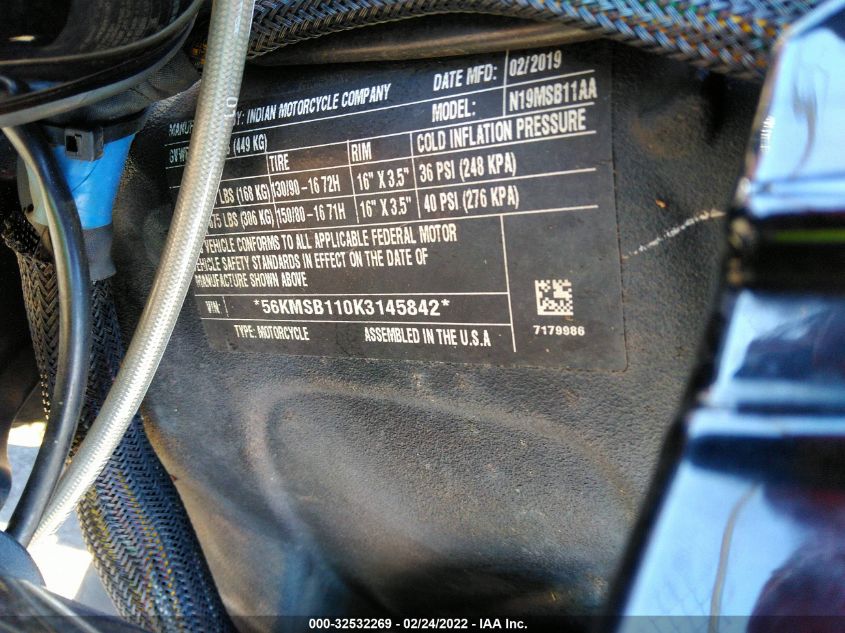 DATE MFD: 02/2019
BY: INDIAN MOTORCYCLE COMPANY MODEL: N19MSB11AA
(449 KG) TIRE RIM COLD INFLATION PRESSURE
LBS (168 KG) 130/90-16 72H 16" X 3.5" 36 PSI (248 KPA)
675 LBS (306 KG) 150/80-16 71H 16" X 3.5" 40 PSI (276 KPA)
VEHICLE CONFORMS TO ALL APPLICABLE FEDERAL MOTOR
VEHICLE SAFETY STANDARDS IN EFFECT ON THE DATE OF
MANUFACTURE SHOWN ABOVE
VIN: *56KMSB110K3145842*
TYPE: MOTORCYCLE ASSEMBLED IN U.S.A
7179986
000-32532269 - 02/24/2022 - IAA Inc.